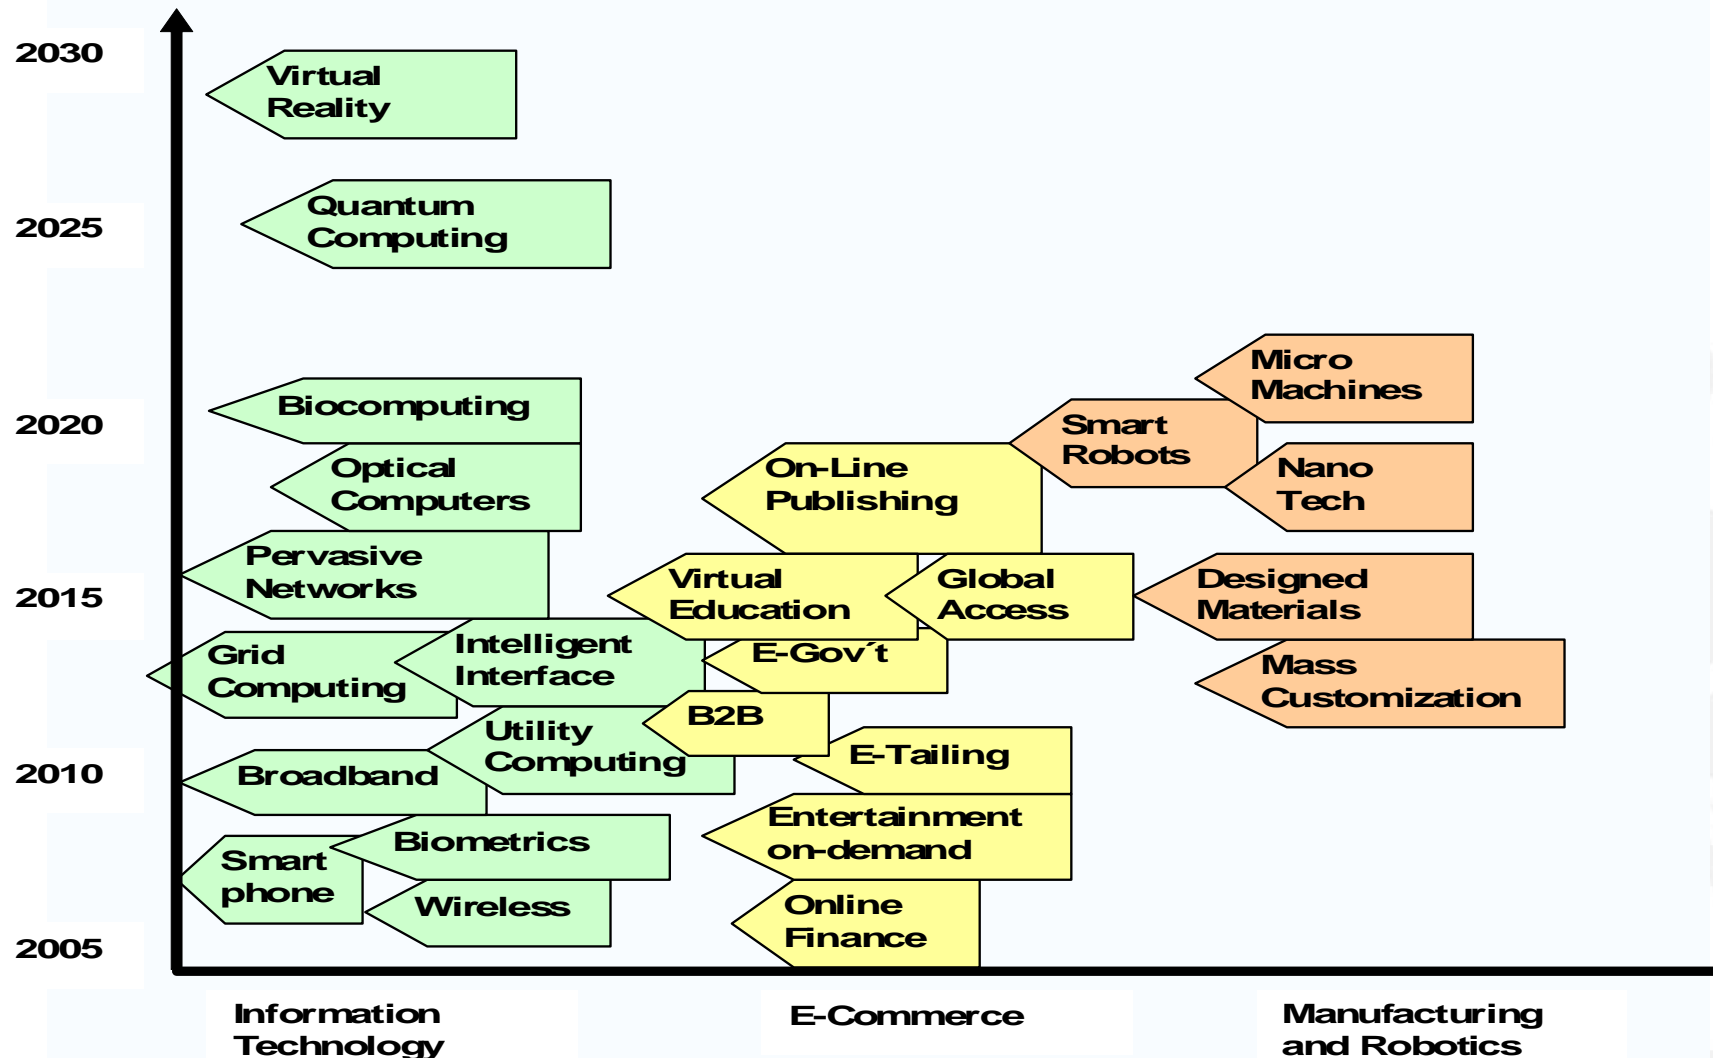 2030
Virtual
Reality
2025
Quantum
Computing
Micro
Machines
2020
Biocomputing
Smart
Robots
Optical
Computers
On-Line
Publishing
Nano
Tech
Pervasive
Networks
2015
Virtual
Education
Global
Access
Designed
Materials
Grid
Computing
Intelligent
Interface
E-Gov´t
Mass
Customization
B2B
Utility
Computing
E-Tailing
2010
Broadband
Entertainment
on-demand
Biometrics
Smart
phone
Wireless
Online
Finance
2005
Information
Technology
E-Commerce
Manufacturing
and Robotics